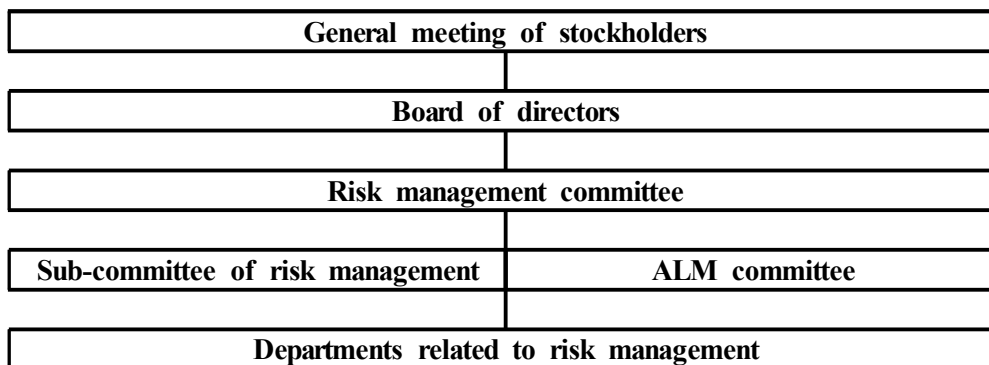 General meeting of stockholders
Board of directors
Risk management committee
Sub-committee of risk management
ALM committee
Departments related to risk management